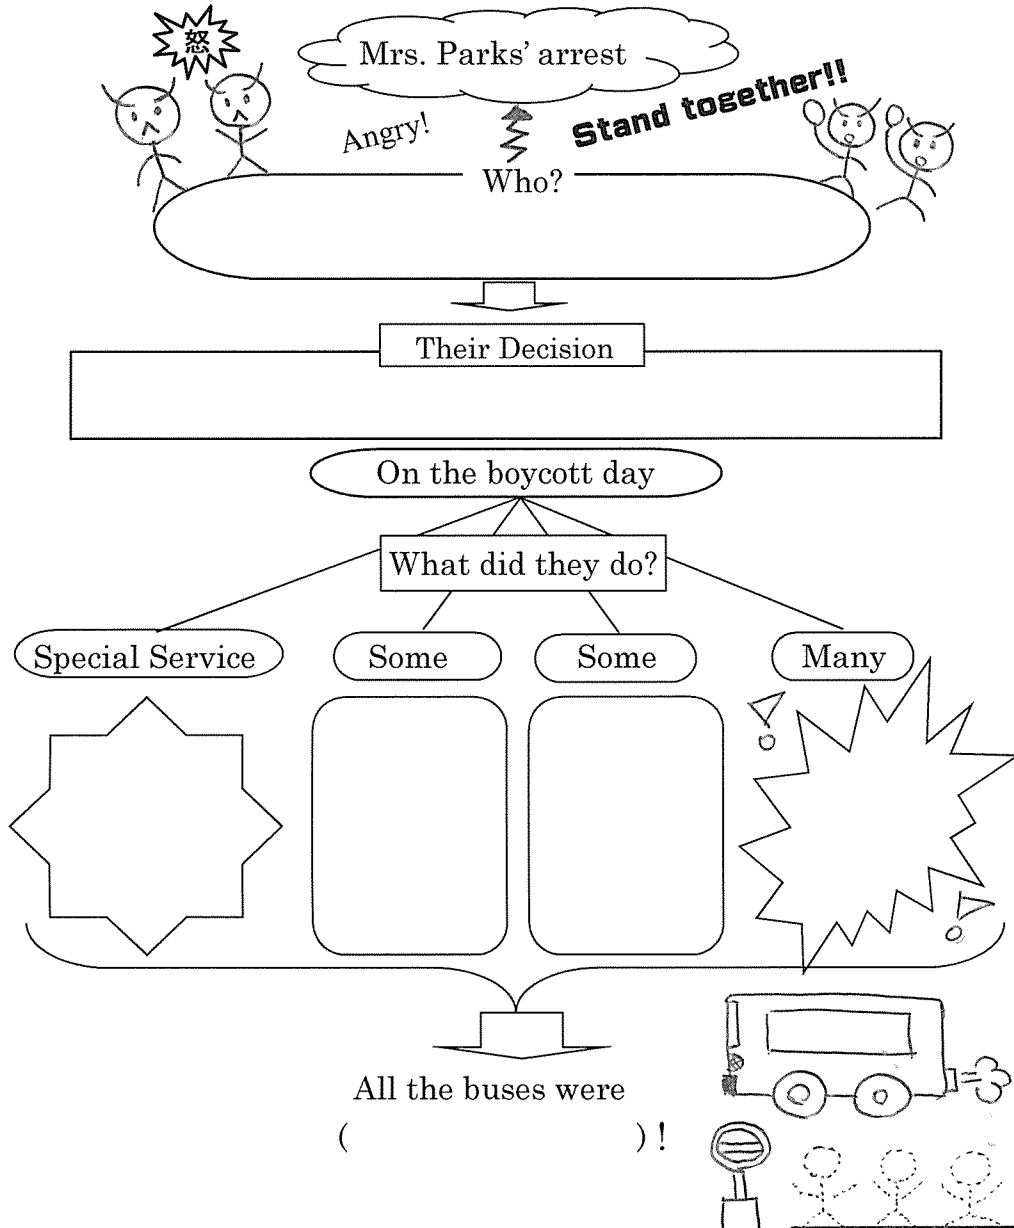 怒
Mrs. Parks’ arrest
Angry!
Stand together!!
Who?
Their Decision
On the boycott day
What did they do?
Special Service
Some
Some
Many
All the buses were
(                    )!